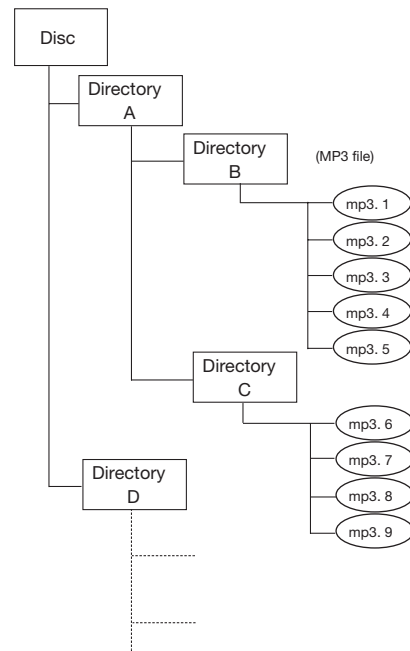 Disc
Directory
A
Directory
B
(MP3 file)
mp3. 1
mp3. 2
mp3. 3
mp3. 4
mp3. 5
Directory
C
mp3. 6
mp3. 7
mp3. 8
mp3. 9
Directory
D